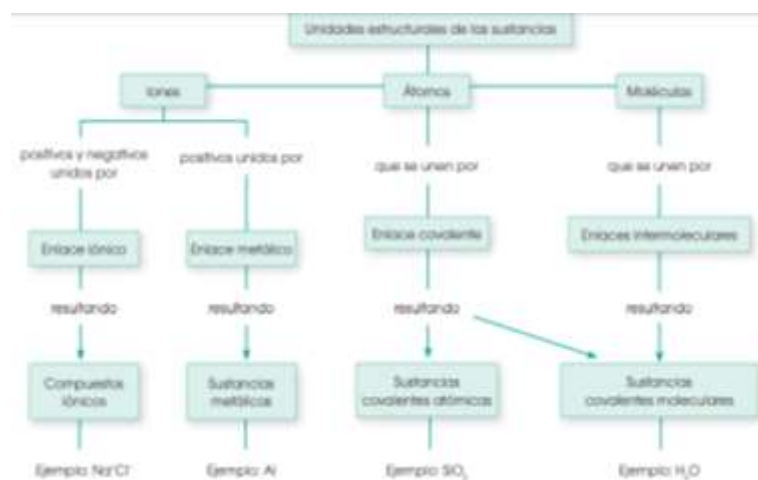 Unidades estructurales de las sustancias
Iones
Átomos
Moléculas
positivos y negativos
unidos por
positivos unidos por
que se unen por
que se unen por
Enlace iónico
Enlace metálico
Enlace covalente
Enlaces intermoleculares
resultando
resultando
resultando
resultando
Compuestos
iónicos
Sustancias
metálicas
Sustancias
covalentes atómicas
Sustancias
covalentes moleculares
Ejemplo: Na⁺Cl⁻
Ejemplo: Al
Ejemplo: SiO₂
Ejemplo: H₂O